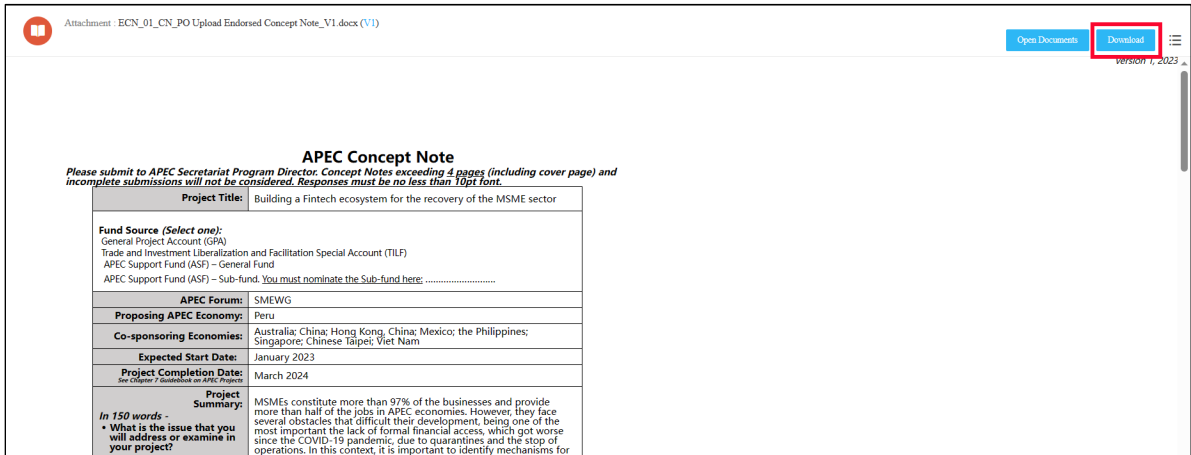 Attachment : ECN_01_CN_PO Upload Endorsed Concept Note_V1.docx (V1)
Open Documents
Download
Version 1, 2023
APEC Concept Note
Please submit to APEC Secretariat Program Director. Concept Notes exceeding 4 pages (including cover page) and
incomplete submissions will not be considered. Responses must be no less than 10pt font.
Project Title: Building a Fintech ecosystem for the recovery of the MSME sector
Fund Source (Select one):
General Project Account (GPA)
Trade and Investment Liberalization and Facilitation Special Account (TILF)
APEC Support Fund (ASF) – General Fund
APEC Support Fund (ASF) – Sub-fund. You must nominate the Sub-fund here: ...........................
APEC Forum: SMEWG
Proposing APEC Economy: Peru
Co-sponsoring Economies: Australia; China; Hong Kong, China; Mexico; the Philippines;
Singapore; Chinese Taipei; Viet Nam
Expected Start Date: January 2023
Project Completion Date: March 2024
See Chapter 7 Guidebook on APEC Projects
Project
Summary:
In 150 words -
• What is the issue that you
will address or examine in
your project?
MSMEs constitute more than 97% of the businesses and provide
more than half of the jobs in APEC economies. However, they face
several obstacles that difficult their development, being one of the
most important the lack of formal financial access, which got worse
since the COVID-19 pandemic, due to quarantines and the stop of
operations. In this context, it is important to identify mechanisms for